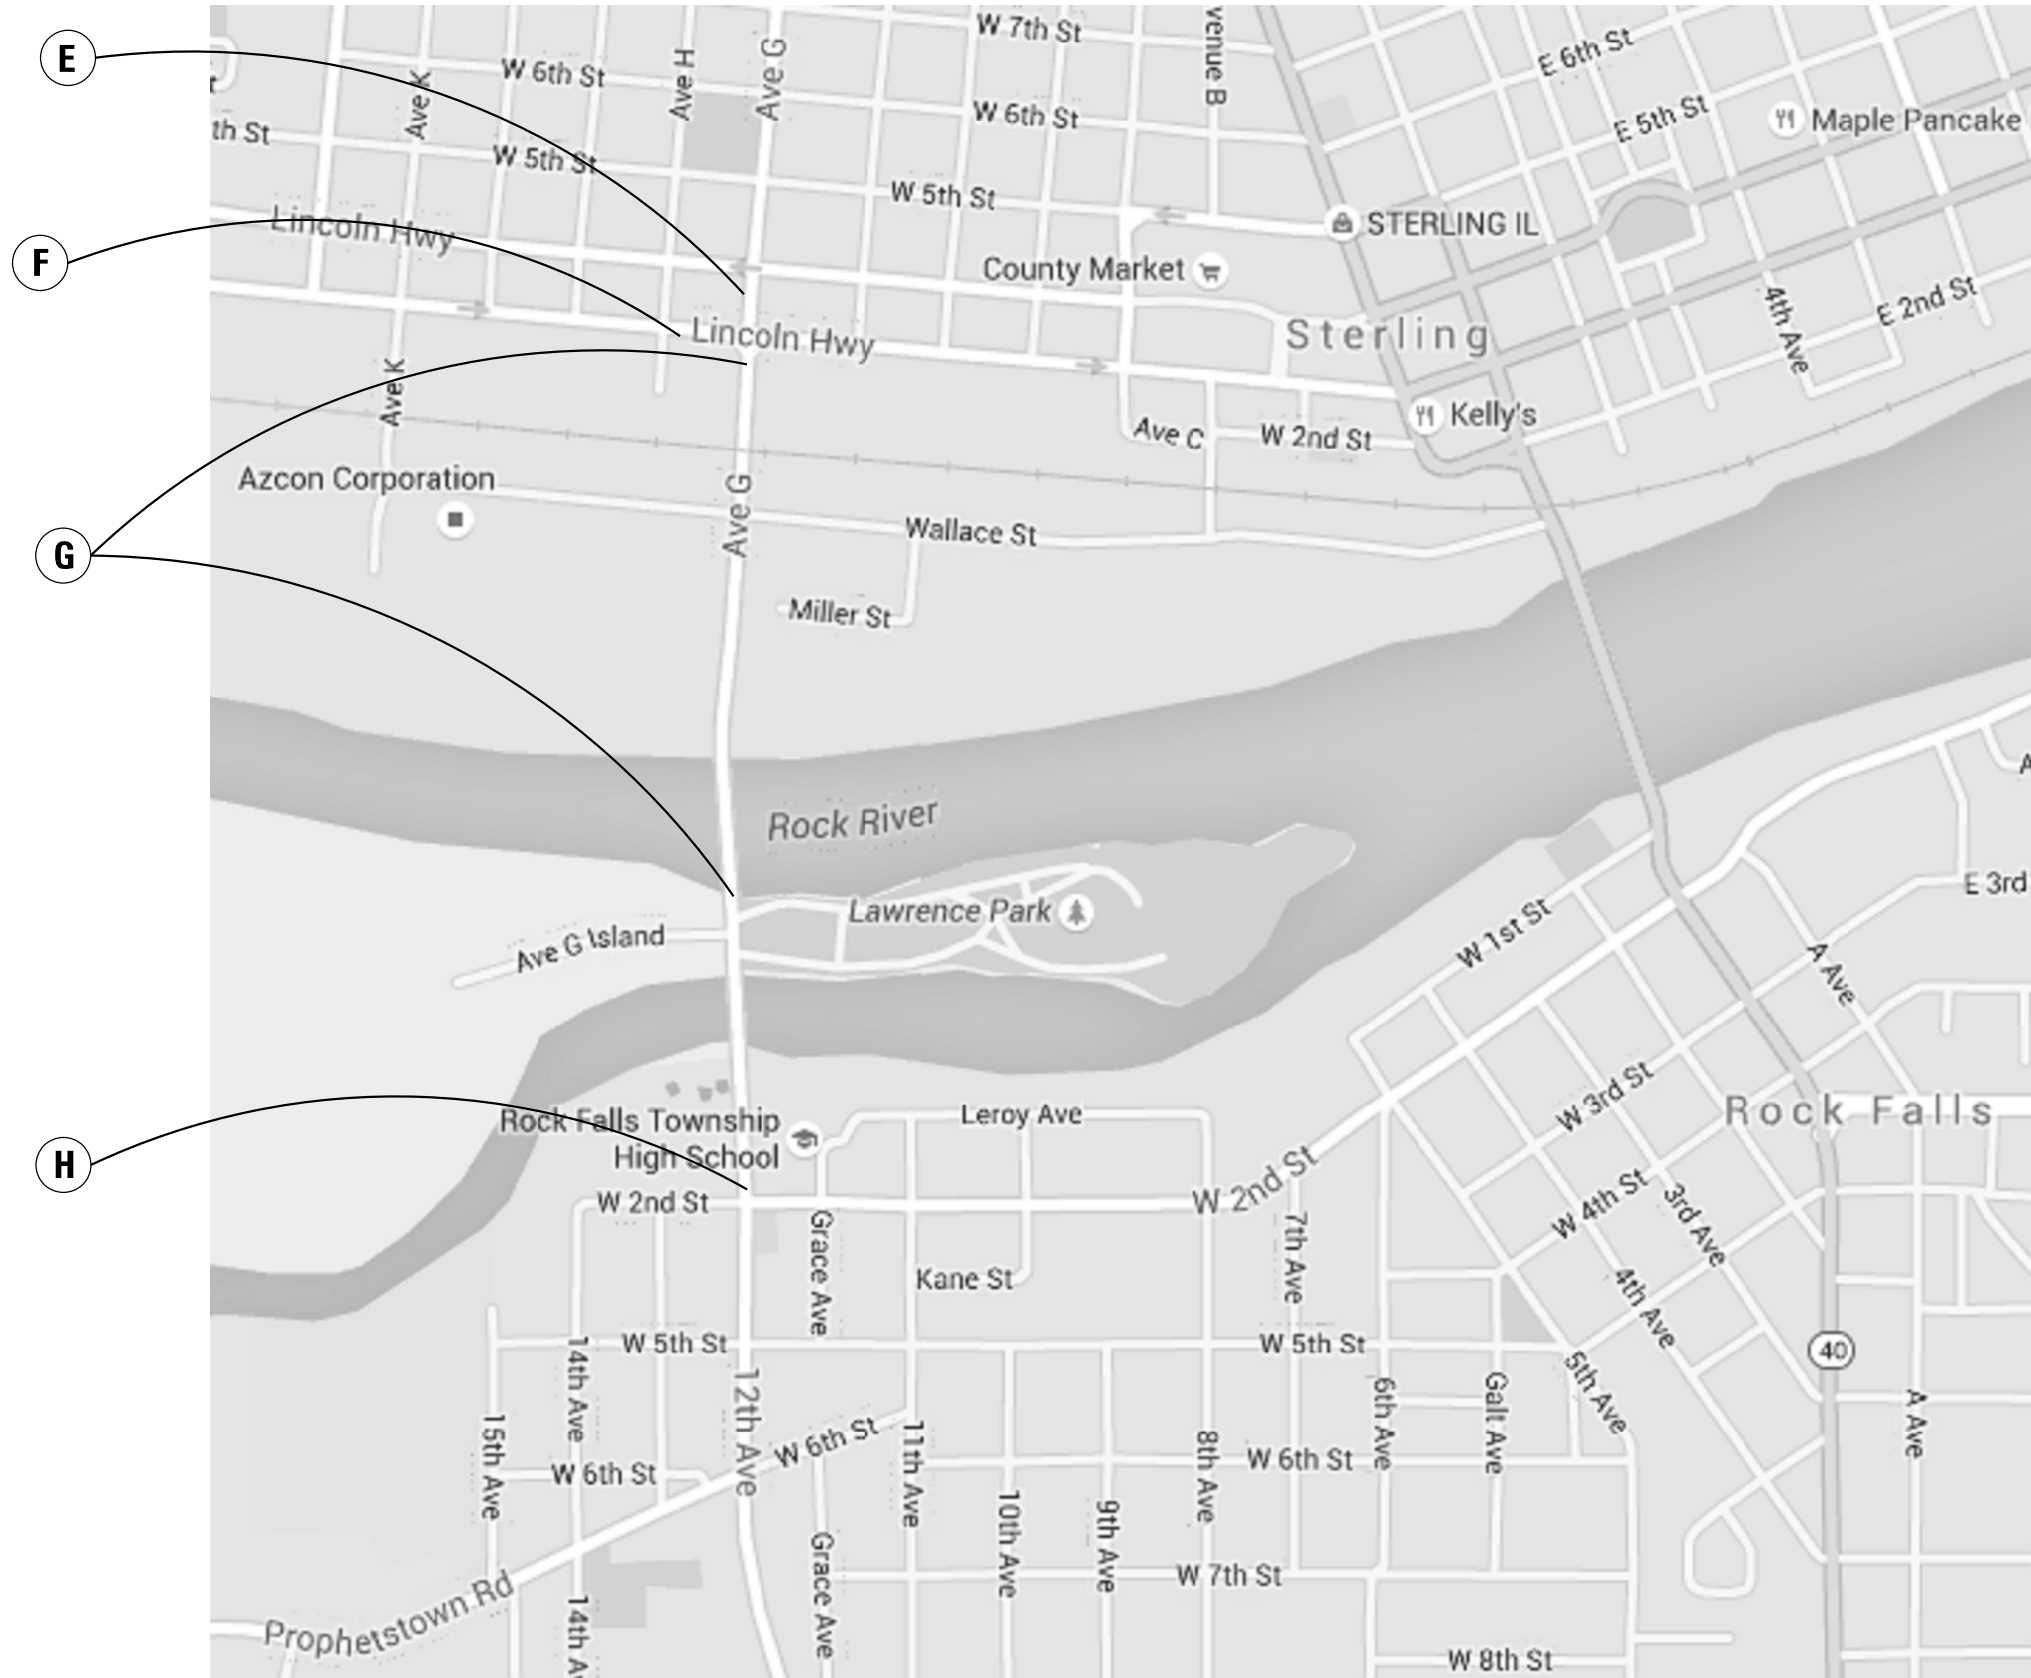 E
W 7th St
venue B
E 6th St
Ave K
W 6th St
Ave H
Ave G
W 6th St
E 5th St
Maple Pancake
th St
W 5th St
W 5th St
F
Lincoln Hwy
STERLING IL
County Market
Lincoln Hwy
Sterling
4th Ave
E 2nd St
Ave K
Kelly's
Ave C
W 2nd St
Azcon Corporation
Ave G
Wallace St
G
Miller St
Rock River
A
Lawrence Park
E 3rd
Ave G Island
W 1st St
A Ave
W 3rd St
Rock Falls Township
High School
Leroy Ave
Rock Falls
H
W 2nd St
W 2nd St
W 4th St
3rd Ave
Grace Ave
Kane St
7th Ave
4th Ave
W 5th St
W 5th St
40
14th Ave
12th Ave
6th Ave
Galt Ave
5th Ave
A Ave
15th Ave
W 6th St
W 6th St
11th Ave
8th Ave
W 6th St
10th Ave
9th Ave
Grace Ave
W 7th St
Prophetstown Rd
14th A
W 8th St